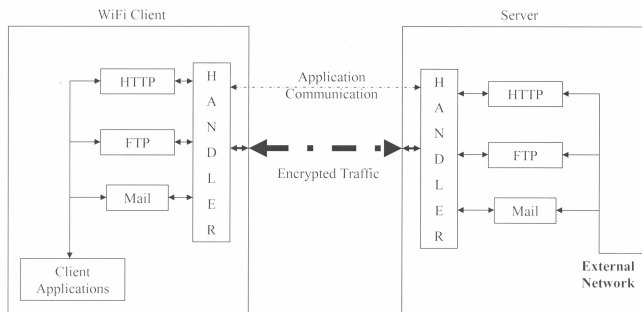 WiFi Client
Server
HTTP
FTP
Mail
Client
Applications
H
A
N
D
L
E
R
Application
Communication
Encrypted Traffic
H
A
N
D
L
E
R
HTTP
FTP
Mail
External
Network